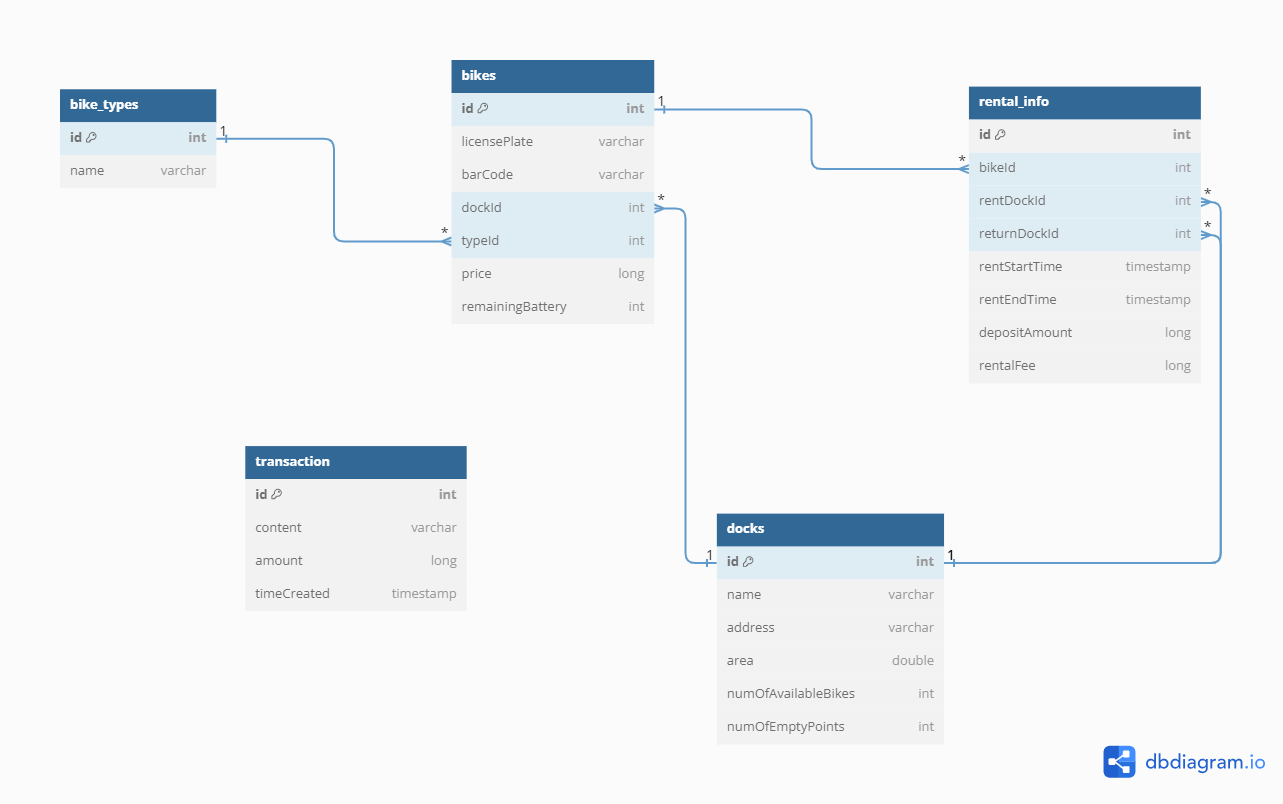 bike_types
id int
name varchar
1
*
bikes
id int
licensePlate varchar
barCode varchar
dockId int
typeId int
price long
remainingBattery int
1
*
*
1
rental_info
id int
bikeId int
rentDockId int
returnDockId int
rentStartTime timestamp
rentEndTime timestamp
depositAmount long
rentalFee long
*
*
1
transaction
id int
content varchar
amount long
timeCreated timestamp
docks
id int
name varchar
address varchar
area double
numOfAvailableBikes int
numOfEmptyPoints int
dbdiagram.io